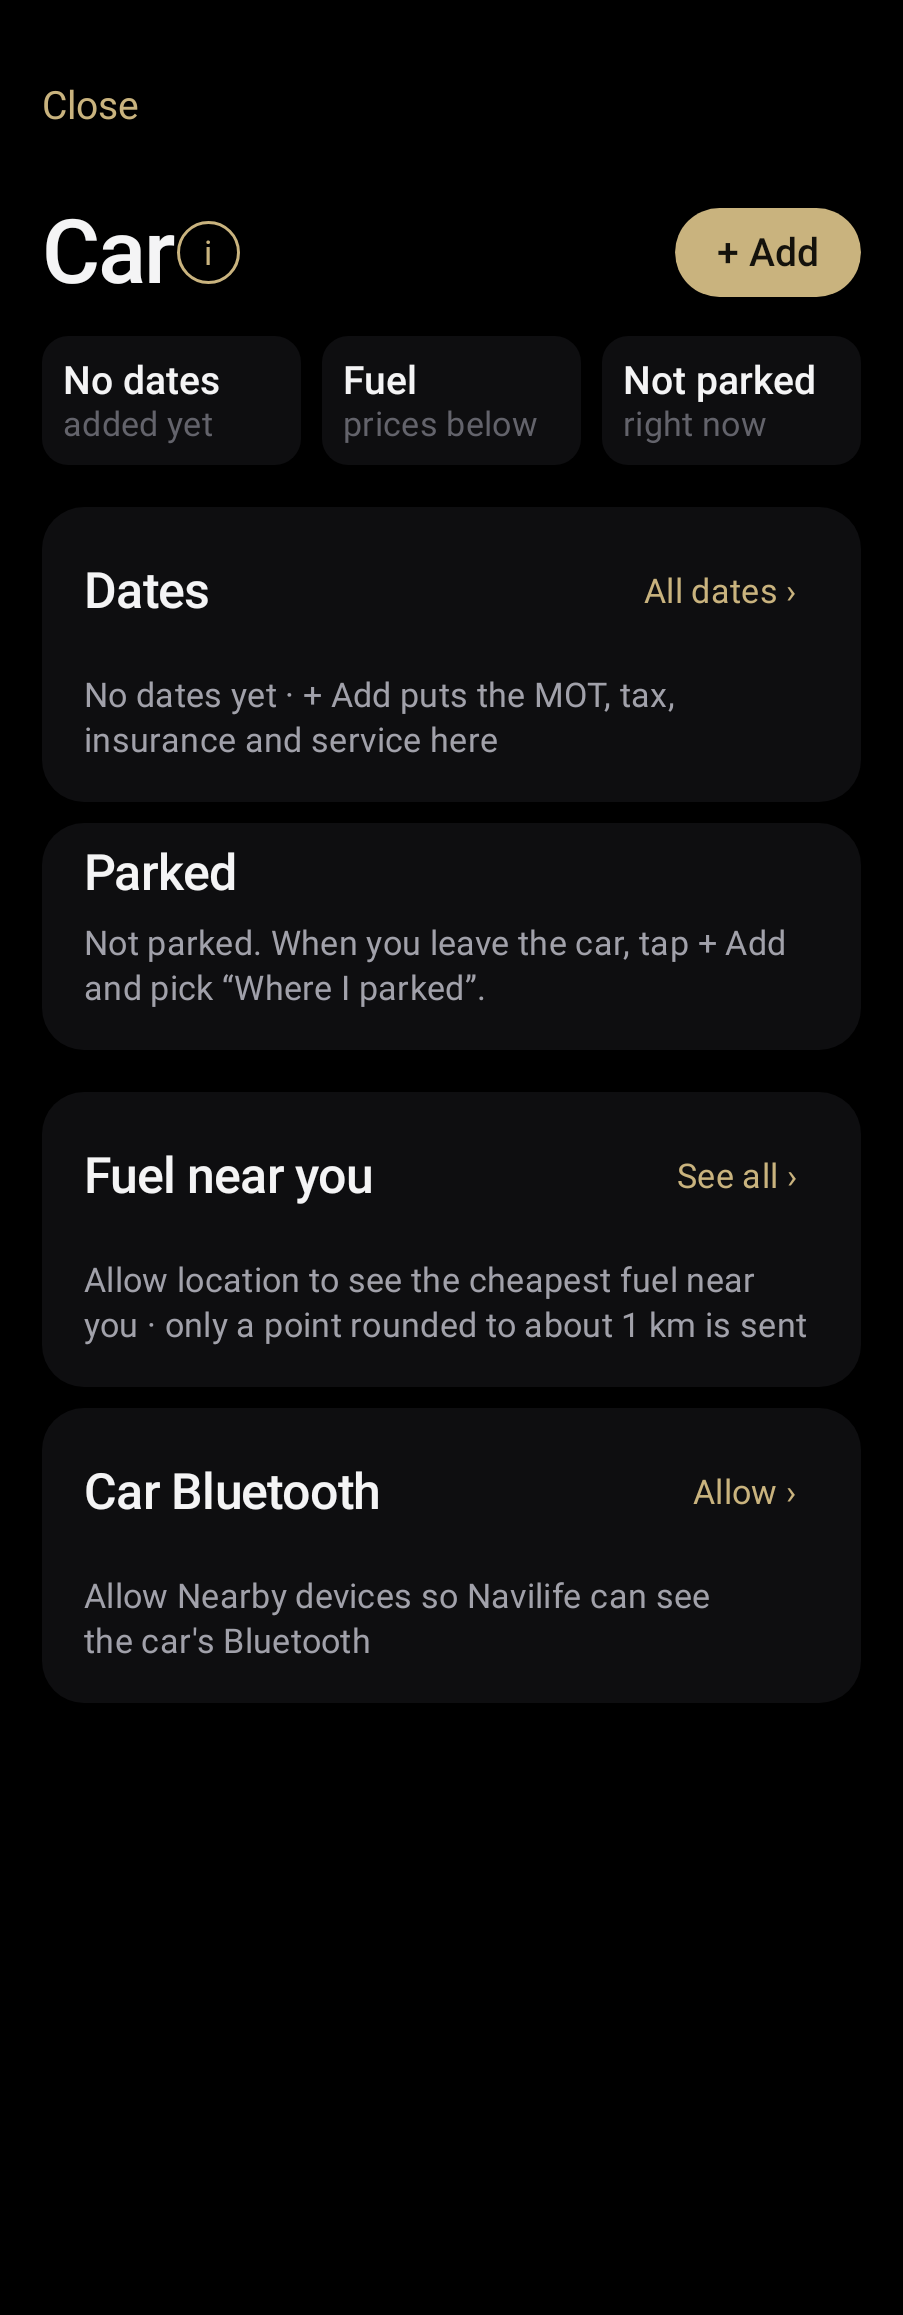 Close
Car i
+ Add
No dates
added yet
Fuel
prices below
Not parked
right now
Dates
All dates ›
No dates yet · + Add puts the MOT, tax,
insurance and service here
Parked
Not parked. When you leave the car, tap + Add
and pick “Where I parked”.
Fuel near you
See all ›
Allow location to see the cheapest fuel near
you · only a point rounded to about 1 km is sent
Car Bluetooth
Allow ›
Allow Nearby devices so Navilife can see
the car's Bluetooth